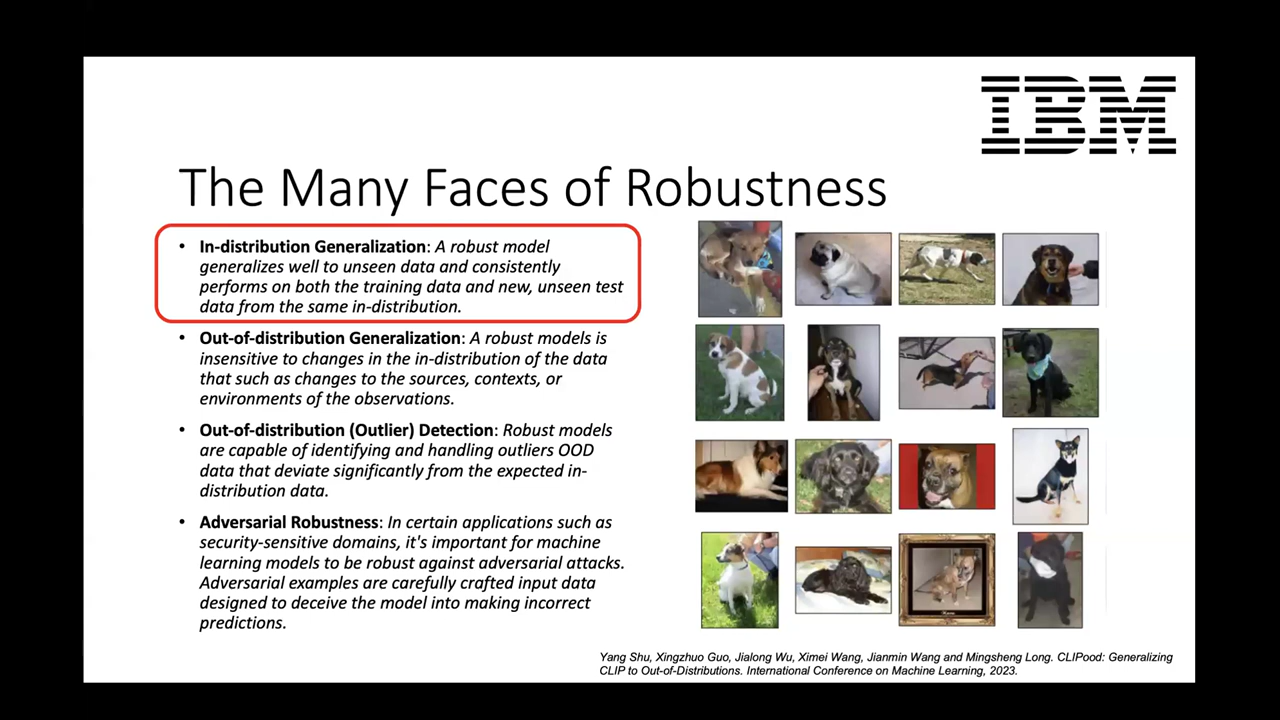 IBM
The Many Faces of Robustness
• In-distribution Generalization: A robust model
generalizes well to unseen data and consistently
performs on both the training data and new, unseen test
data from the same in-distribution.
• Out-of-distribution Generalization: A robust models is
insensitive to changes in the in-distribution of the data
that such as changes to the sources, contexts, or
environments of the observations.
• Out-of-distribution (Outlier) Detection: Robust models
are capable of identifying and handling outliers OOD
data that deviate significantly from the expected in-
distribution data.
• Adversarial Robustness: In certain applications such as
security-sensitive domains, it's important for machine
learning models to be robust against adversarial attacks.
Adversarial examples are carefully crafted input data
designed to deceive the model into making incorrect
predictions.
Yang Shu, Xingzhuo Guo, Jialong Wu, Ximei Wang, Jianmin Wang and Mingsheng Long. CLIPood: Generalizing
CLIP to Out-of-Distributions. International Conference on Machine Learning, 2023.